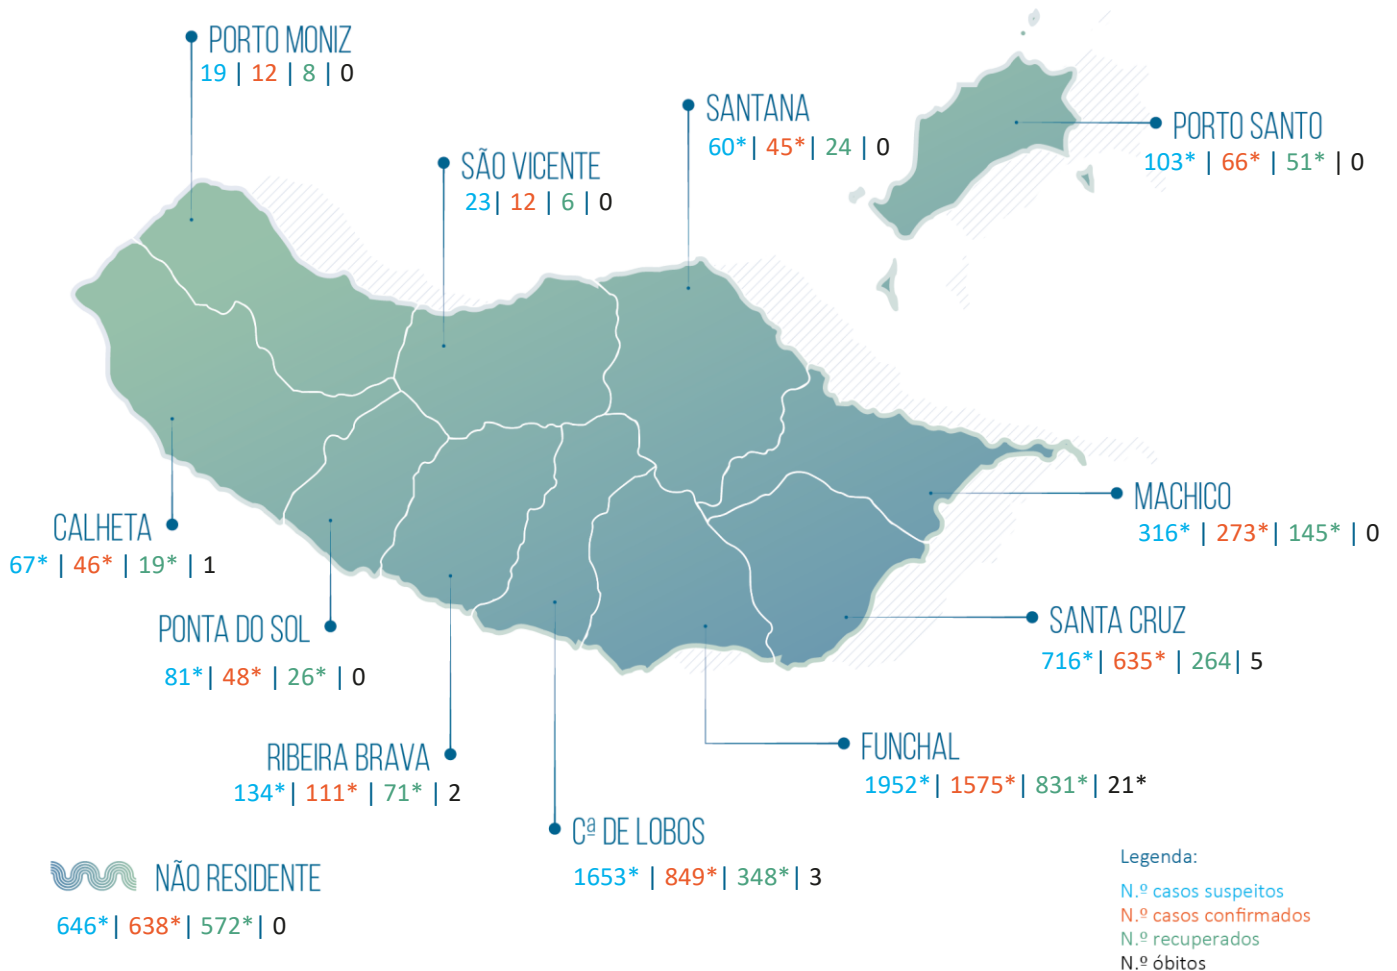 PORTO MONIZ
19 | 12 | 8 | 0
SANTANA
60* | 45* | 24 | 0
PORTO SANTO
103* | 66* | 51* | 0
SÃO VICENTE
23| 12 | 6 | 0
MACHICO
316* | 273*| 145* | 0
CALHETA
67* | 46* | 19* | 1
PONTA DO SOL
81*| 48* | 26* | 0
SANTA CRUZ
716*| 635* | 264| 5
RIBEIRA BRAVA
134*| 111* | 71* | 2
FUNCHAL
1952*| 1575*| 831*| 21*
Cª DE LOBOS
1653* | 849*| 348*| 3
NÃO RESIDENTE
646*| 638*| 572*| 0
Legenda:
N.º casos suspeitos
N.º casos confirmados
N.º recuperados
N.º óbitos